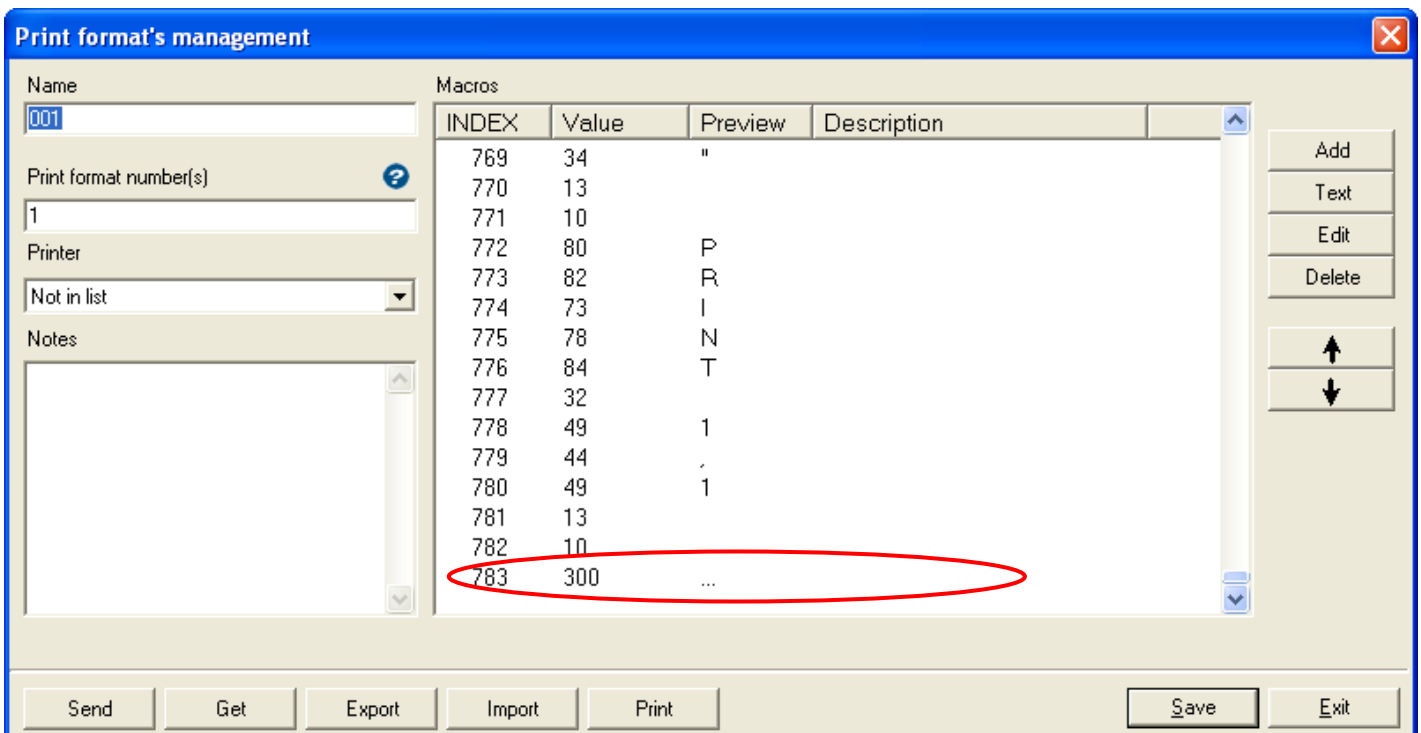 Print format's management
Name
001
Print format number(s)
?
1
Printer
Not in list
Notes
Macros
INDEX Value Preview Description
769 34 "
770 13
771 10
772 80 P
773 82 R
774 73 I
775 78 N
776 84 T
777 32
778 49 1
779 44 ,
780 49 1
781 13
782 10
783 300 ...
Add
Text
Edit
Delete
Send Get Export Import Print Save Exit